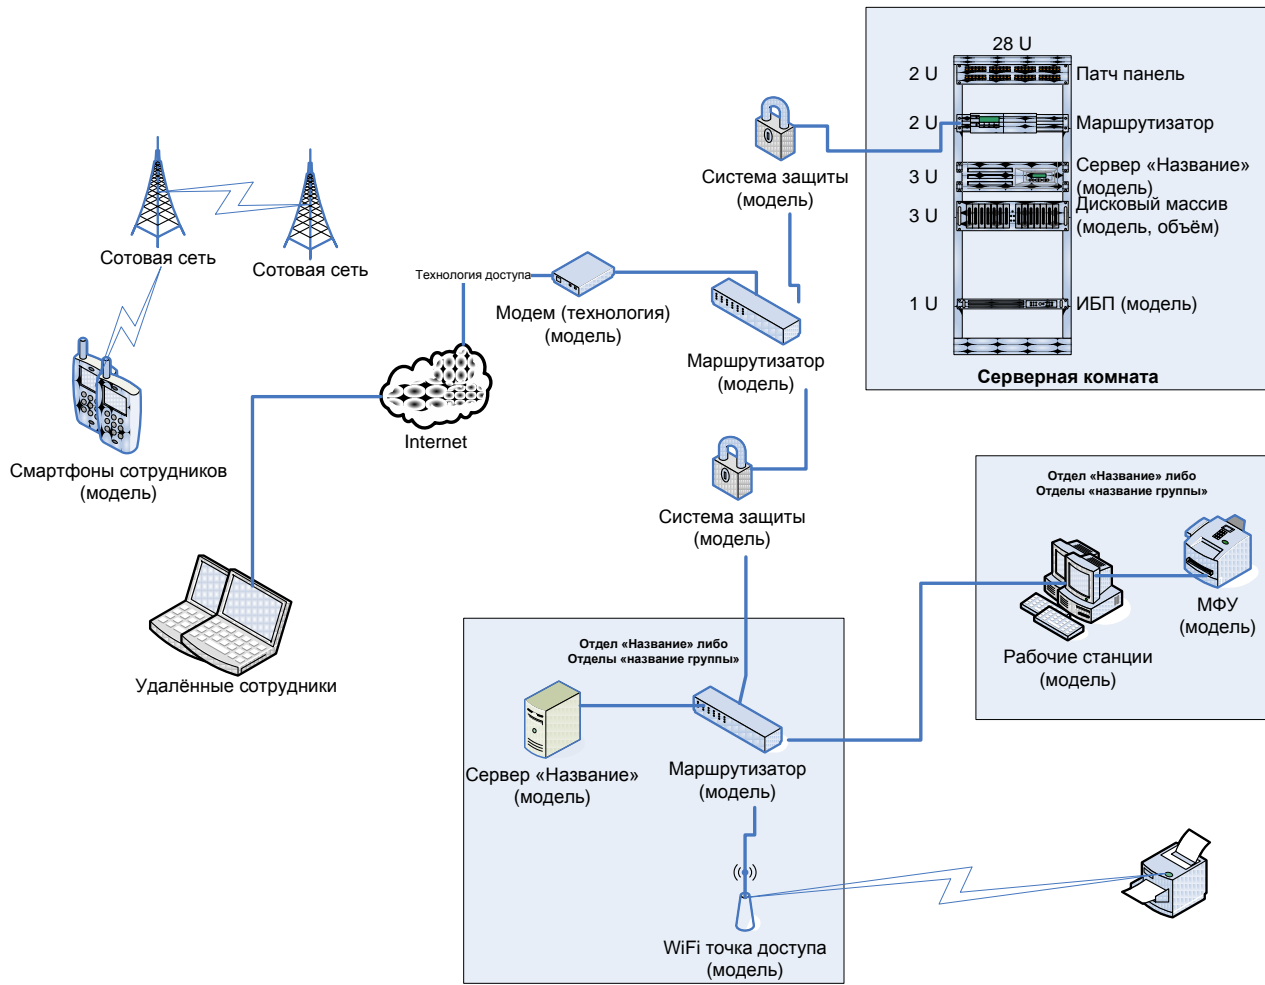 28 U
2 U
Патч панель
2 U
Маршрутизатор
3 U
Сервер «Название»
(модель)
3 U
Дисковый массив
(модель, объём)
1 U
ИБП (модель)
Серверная комната
Система защиты
(модель)
Сотовая сеть
Сотовая сеть
Технология доступа
Модем (технология)
(модель)
Маршрутизатор
(модель)
Internet
Смартфоны сотрудников
(модель)
Система защиты
(модель)
Отдел «Название» либо
Отделы «название группы»
МФУ
(модель)
Рабочие станции
(модель)
Удалённые сотрудники
Отдел «Название» либо
Отделы «название группы»
Сервер «Название»
(модель)
Маршрутизатор
(модель)
WiFi точка доступа
(модель)